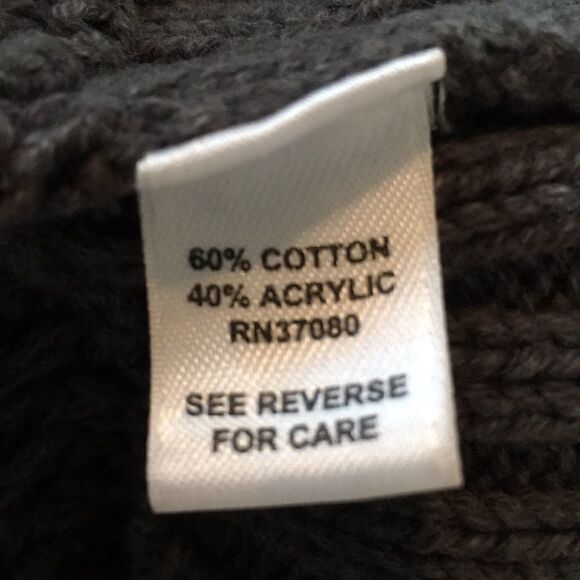 60% COTTON
40% ACRYLIC
RN37080
SEE REVERSE
FOR CARE